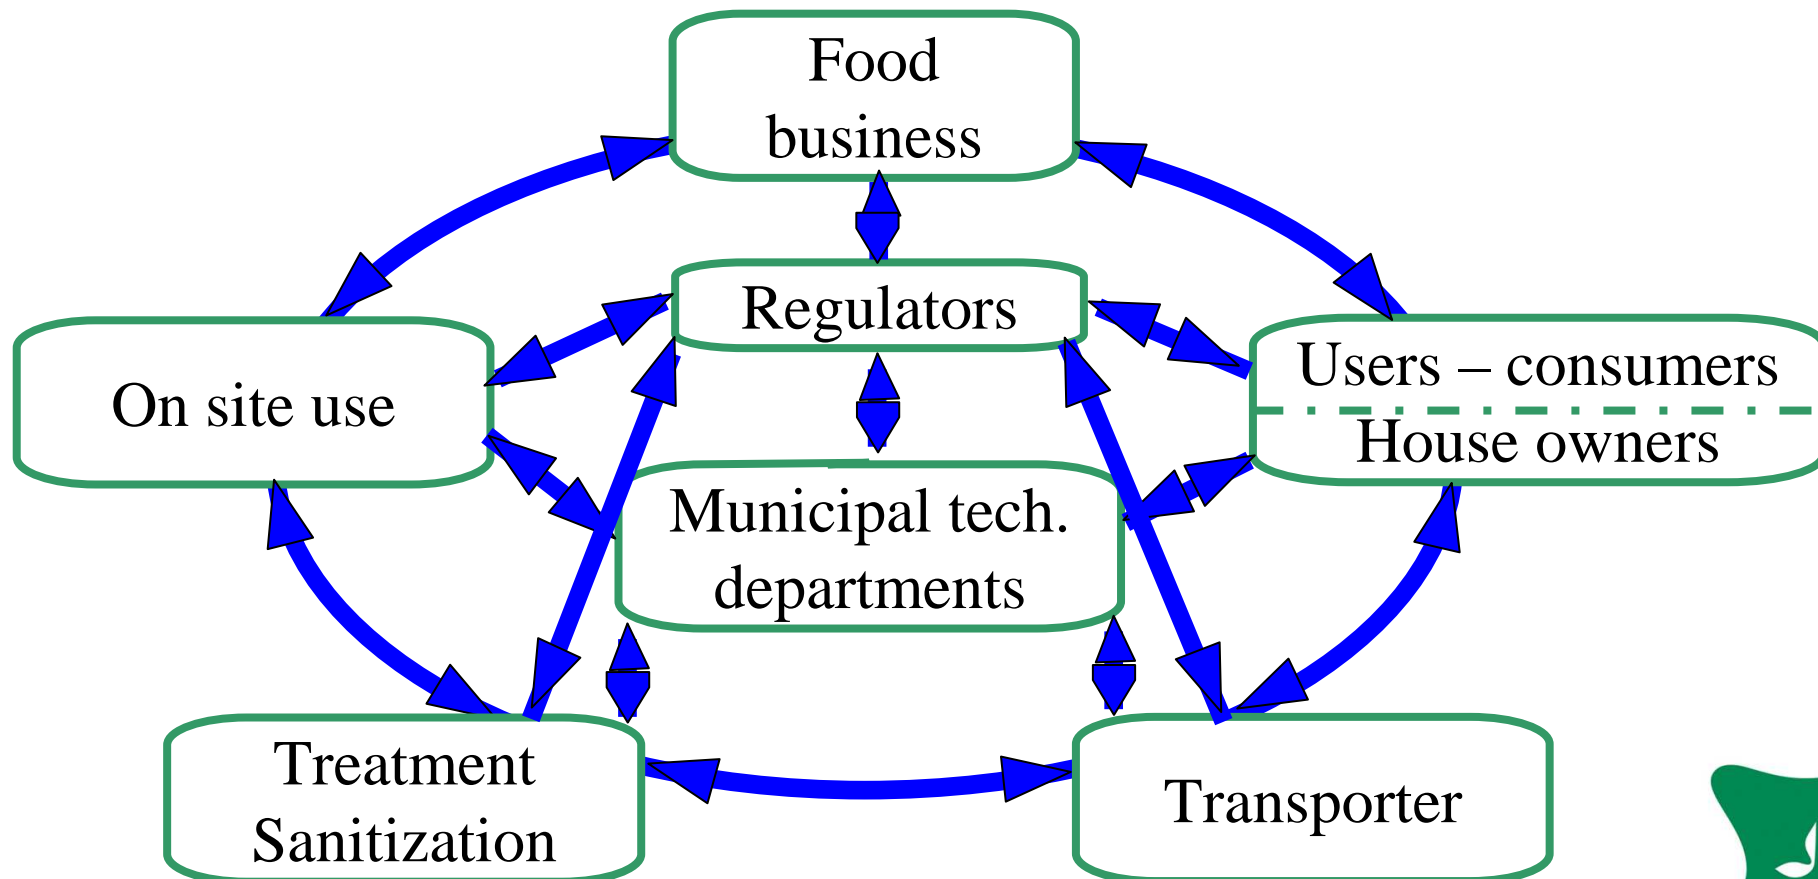 Food
business
Regulators
On site use
Users – consumers
House owners
Municipal tech.
departments
Treatment
Sanitization
Transporter